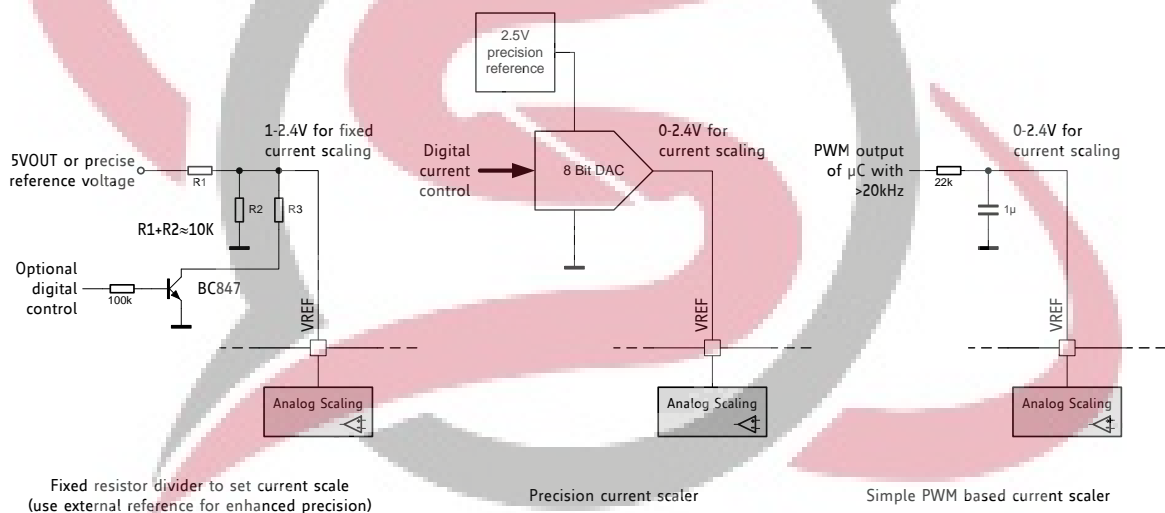 2.5V
precision
reference
5VOUT or precise
reference voltage
R1
1-2.4V for fixed
current scaling
R2
R3
R1+R2≈10K
Optional
digital
control
100k
BC847
VREF
Analog Scaling
Fixed resistor divider to set current scale
(use external reference for enhanced precision)
Digital
current
control
8 Bit DAC
0-2.4V for
current scaling
VREF
Analog Scaling
Precision current scaler
PWM output
of µC with
>20kHz
22k
1µ
0-2.4V for
current scaling
VREF
Analog Scaling
Simple PWM based current scaler